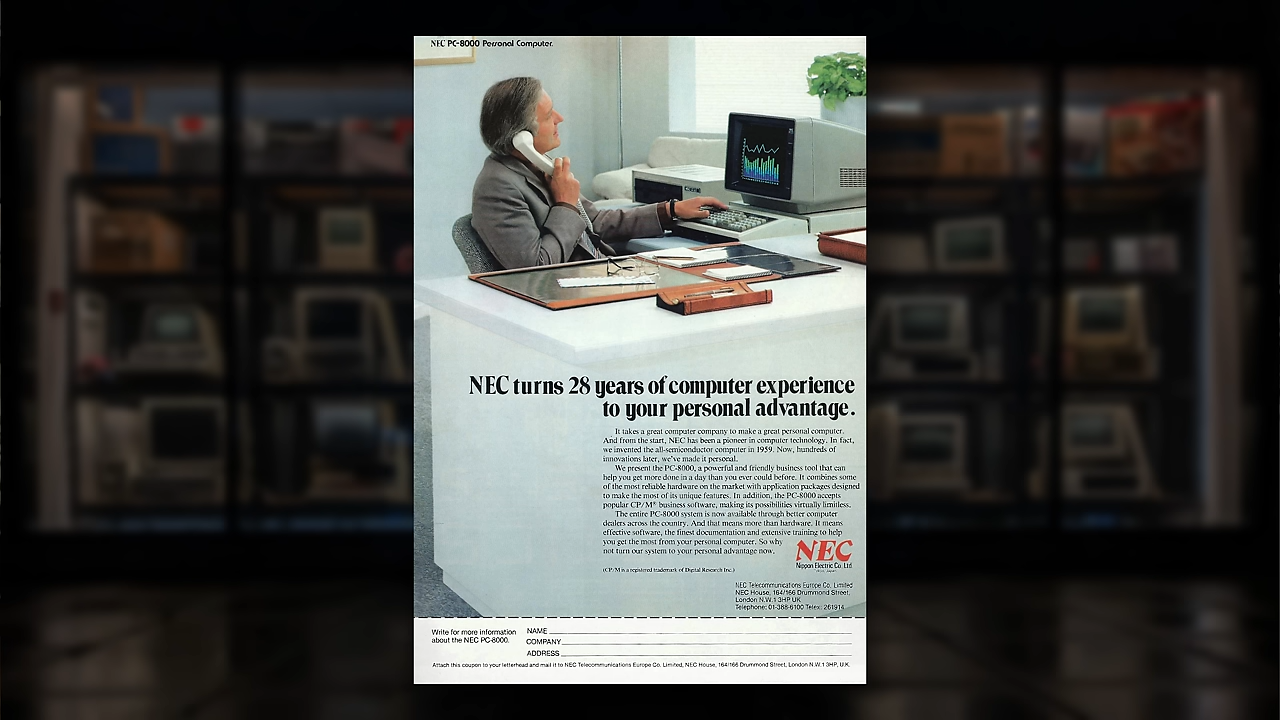 NEC PC-8000 Personal Computer.
NEC turns 28 years of computer experience
to your personal advantage.
It takes a great computer company to make a great personal computer.
And from the start, NEC has been a pioneer in computer technology. In fact,
we invented the all-semiconductor computer in 1959. Now, hundreds of
innovations later, we've made it personal.
We present the PC-8000, a powerful and friendly business tool that can
help you get more done in a day than you ever could before. It combines some
of the most reliable hardware on the market with application packages designed
to make the most of its unique features. In addition, the PC-8000 accepts
popular CP/M® business software, making its possibilities virtually limitless.
The entire PC-8000 system is now available through better computer
dealers across the country. And that means more than hardware. It means
effective software, the finest documentation and extensive training to help
you get the most from your personal computer. So why
not turn our system to your personal advantage now.
NEC
Nippon Electric Co., Ltd.
(CP/M is a registered trademark of Digital Research Inc.)
NEC Telecommunications Europe Co. Limited
NEC House, 164/166 Drummond Street,
London N.W.1 3HP UK
Telephone: 01-388-6100 Telex: 261914
Write for more information
about the NEC PC-8000.
NAME
COMPANY
ADDRESS
Attach this coupon to your letterhead and mail it to NEC Telecommunications Europe Co. Limited, NEC House, 164/166 Drummond Street, London N.W.1 3HP, U.K.